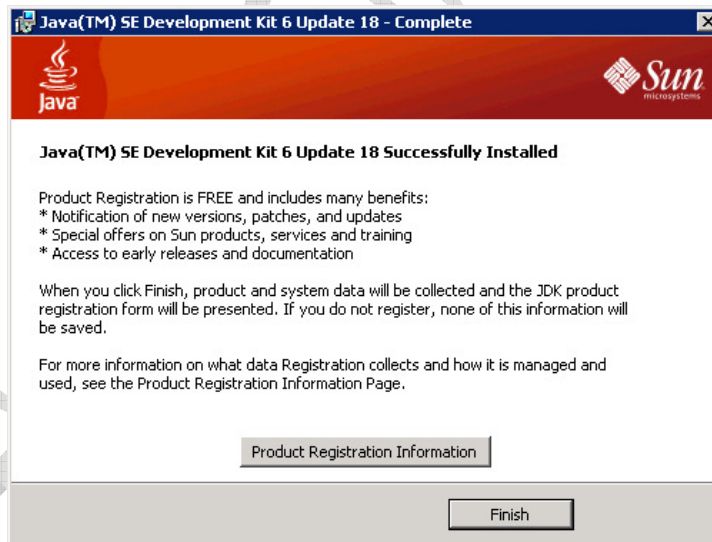 Java(TM) SE Development Kit 6 Update 18 - Complete
Java
Sun
microsystems
Java(TM) SE Development Kit 6 Update 18 Successfully Installed
Product Registration is FREE and includes many benefits:
* Notification of new versions, patches, and updates
* Special offers on Sun products, services and training
* Access to early releases and documentation
When you click Finish, product and system data will be collected and the JDK product
registration form will be presented. If you do not register, none of this information will
be saved.
For more information on what data Registration collects and how it is managed and
used, see the Product Registration Information Page.
Product Registration Information
Finish